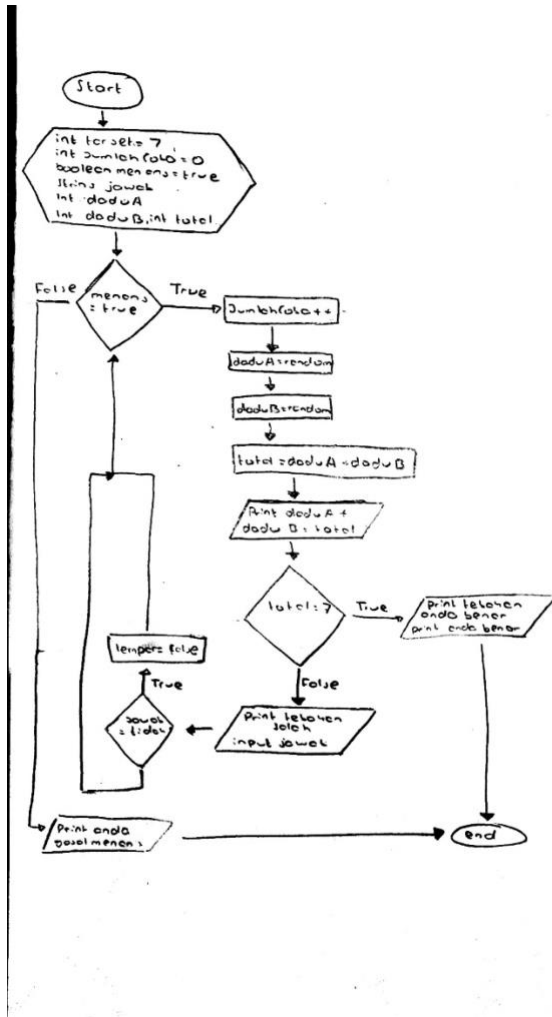 Start
int target = 7
int Jumlah Coba = 0
boolean menang = true
String jawab
int daduA
int daduB, int total
False
menang
= true
True
JumlahCoba++
daduA=random
daduB=random
total = daduA + daduB
Print daduA +
daduB = total
total = 7
True
Print tebakan
anda benar
print anda benar
False
Print tebakan
salah
input jawab
jawab
= tidak
True
lempar= false
Print anda
gagal menang
end